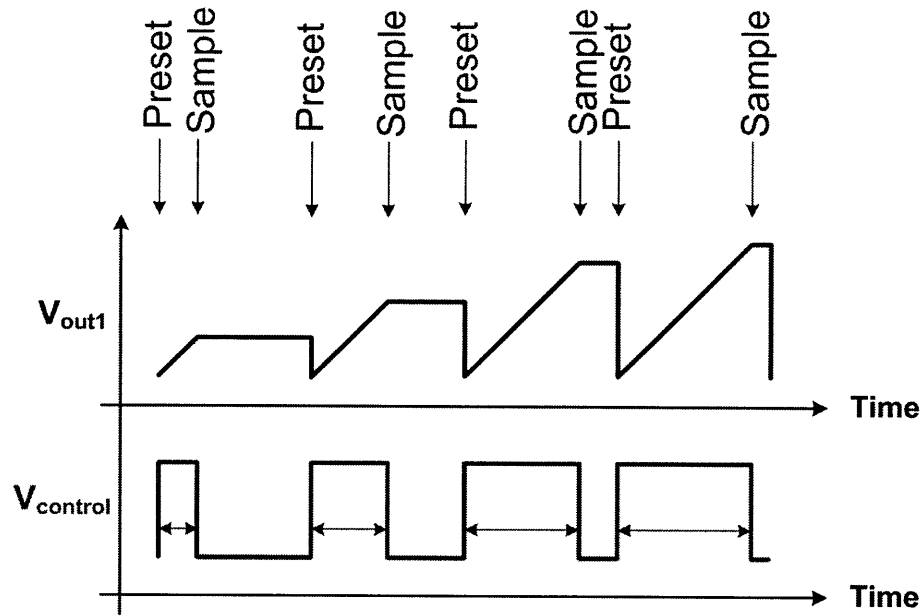 Preset
Sample
Preset
Sample
Preset
Sample
Preset
Sample
Vout1
Time
Vcontrol
Time